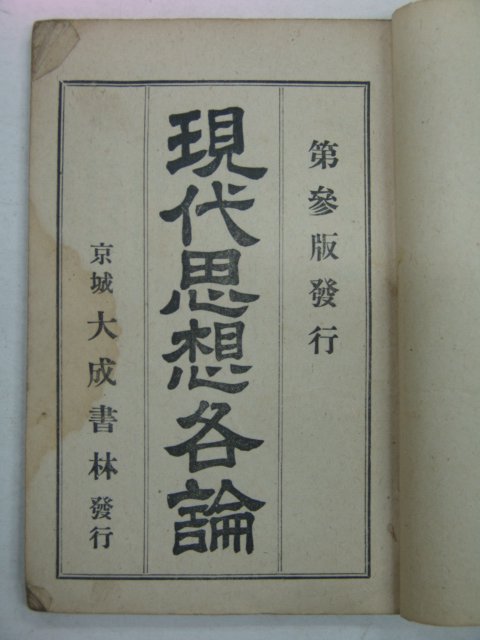 第參版發行
現代思想各論
京城 大成書林發行